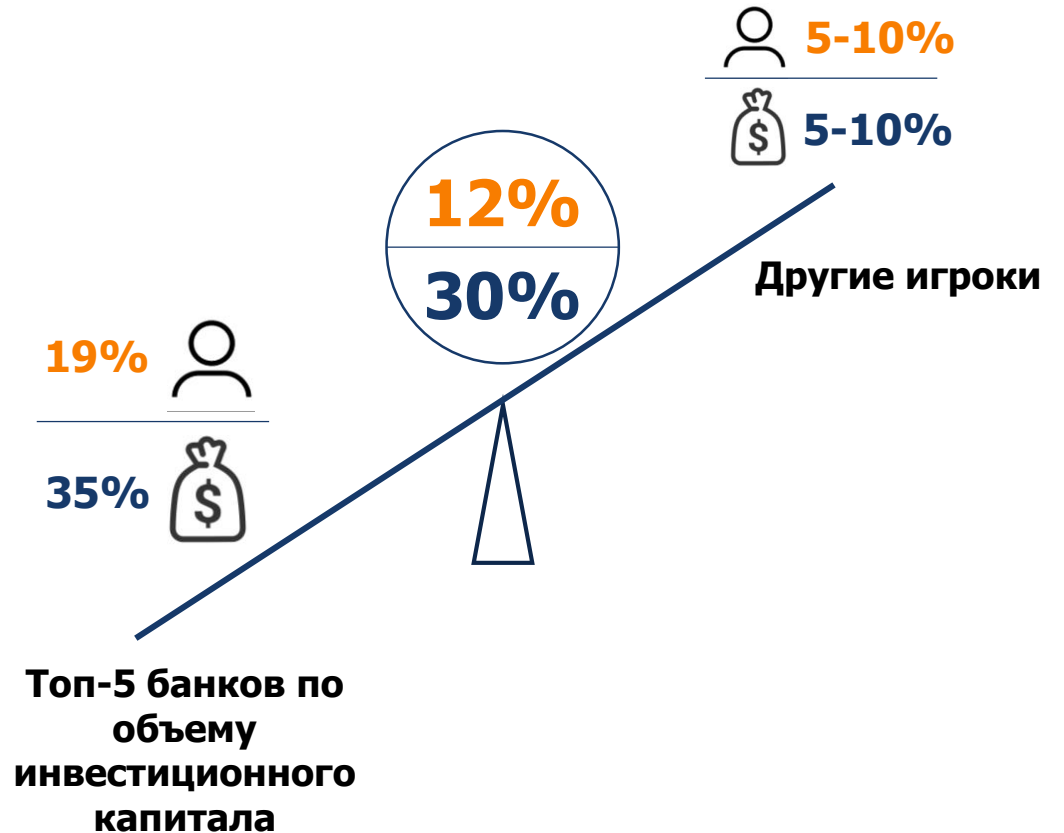 5-10%
$ 5-10%
12%
30%
Другие игроки
19%
35% $
Топ-5 банков по
объему
инвестиционного
капитала